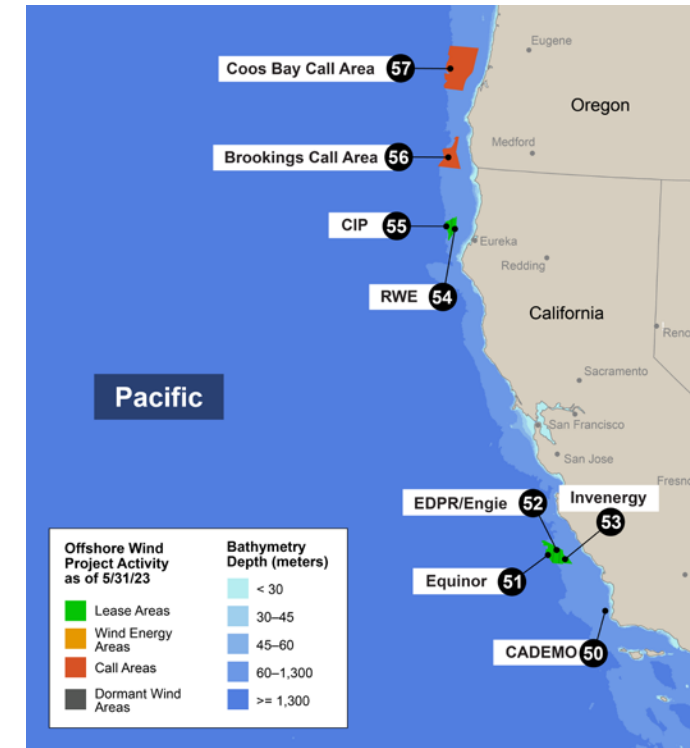 Eugene
Coos Bay Call Area 57
Oregon
Medford
Brookings Call Area 56
CIP 55
Eureka
Redding
RWE 54
California
Reno
Pacific
Sacramento
San Francisco
San Jose
Fresno
EDPR/Engie 52
Invenergy
53
Equinor 51
CADEMO 50
Offshore Wind
Project Activity
as of 5/31/23
Lease Areas
Wind Energy
Areas
Call Areas
Dormant Wind
Areas
Bathymetry
Depth (meters)
< 30
30–45
45–60
60–1,300
>= 1,300